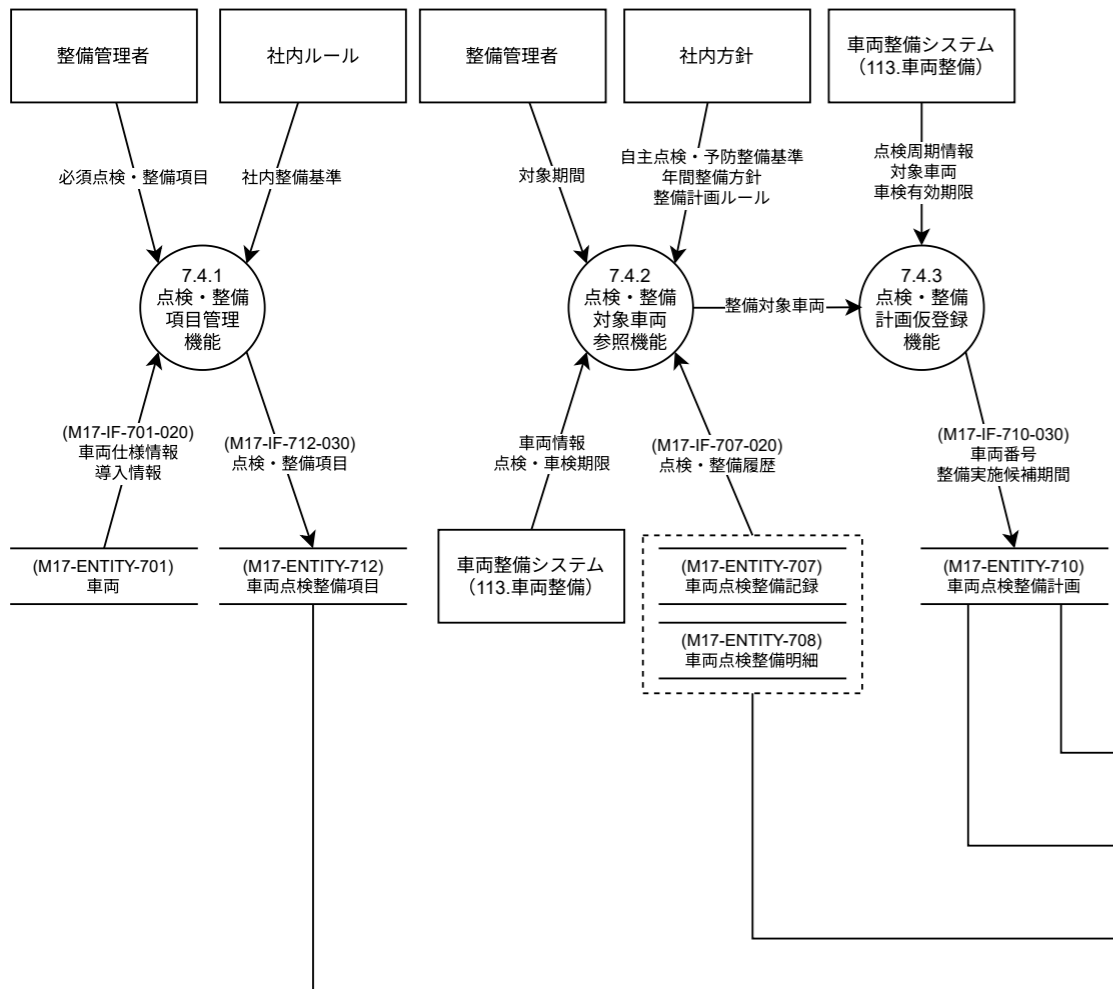 整備管理者
社内ルール
整備管理者
社内方針
車両整備システム
（113.車両整備）
必須点検・整備項目
社内整備基準
対象期間
自主点検・予防整備基準
年間整備方針
整備計画ルール
点検周期情報
対象車両
車検有効期限
7.4.1
点検・整備
項目管理
機能
7.4.2
点検・整備
対象車両
参照機能
整備対象車両
7.4.3
点検・整備
計画仮登録
機能
(M17-IF-701-020)
車両仕様情報
導入情報
(M17-IF-712-030)
点検・整備項目
車両情報
点検・車検期限
(M17-IF-707-020)
点検・整備履歴
(M17-IF-710-030)
車両番号
整備実施候補期間
(M17-ENTITY-701)
車両
(M17-ENTITY-712)
車両点検整備項目
車両整備システム
（113.車両整備）
(M17-ENTITY-707)
車両点検整備記録
(M17-ENTITY-708)
車両点検整備明細
(M17-ENTITY-710)
車両点検整備計画